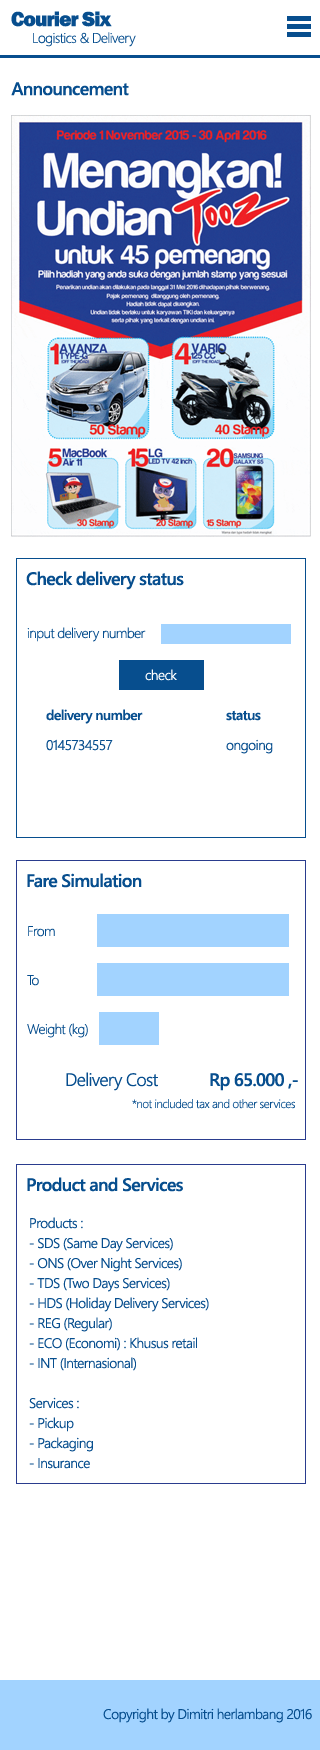 Courier Six
Logistics & Delivery
Announcement
Periode 1 November 2015 - 30 April 2016
Menangkan!
Undian TOOZ
untuk 45 pemenang
Pilih hadiah yang anda suka dengan jumlah stamp yang sesuai
Penarikan undian akan dilakukan pada tanggal 31 Mei 2016 dihadapan pihak berwenang.
Pajak pemenang ditanggung oleh pemenang.
Hadiah tidak dapat diuangkan.
Undian tidak berlaku untuk karyawan TIKI dan keluarganya
serta pihak yang terkait dengan undian ini
1 AVANZA
TYPE-G
(OFF THE ROAD)
50 Stamp
4 VARIO
125 CC
(OFF THE ROAD)
40 Stamp
5 MacBook
Air 11
30 Stamp
15 LG
LED TV 42 Inch
20 Stamp
20 SAMSUNG
GALAXY S5
15 Stamp
Check delivery status
input delivery number
check
delivery number status
0145734557 ongoing
Fare Simulation
From
To
Weight (kg)
Delivery Cost Rp 65.000 ,-
*not included tax and other services
Product and Services
Products :
- SDS (Same Day Services)
- ONS (Over Night Services)
- TDS (Two Days Services)
- HDS (Holiday Delivery Services)
- REG (Regular)
- ECO (Economi) : Khusus retail
- INT (Internasional)
Services :
- Pickup
- Packaging
- Insurance
Copyright by Dimitri herlambang 2016